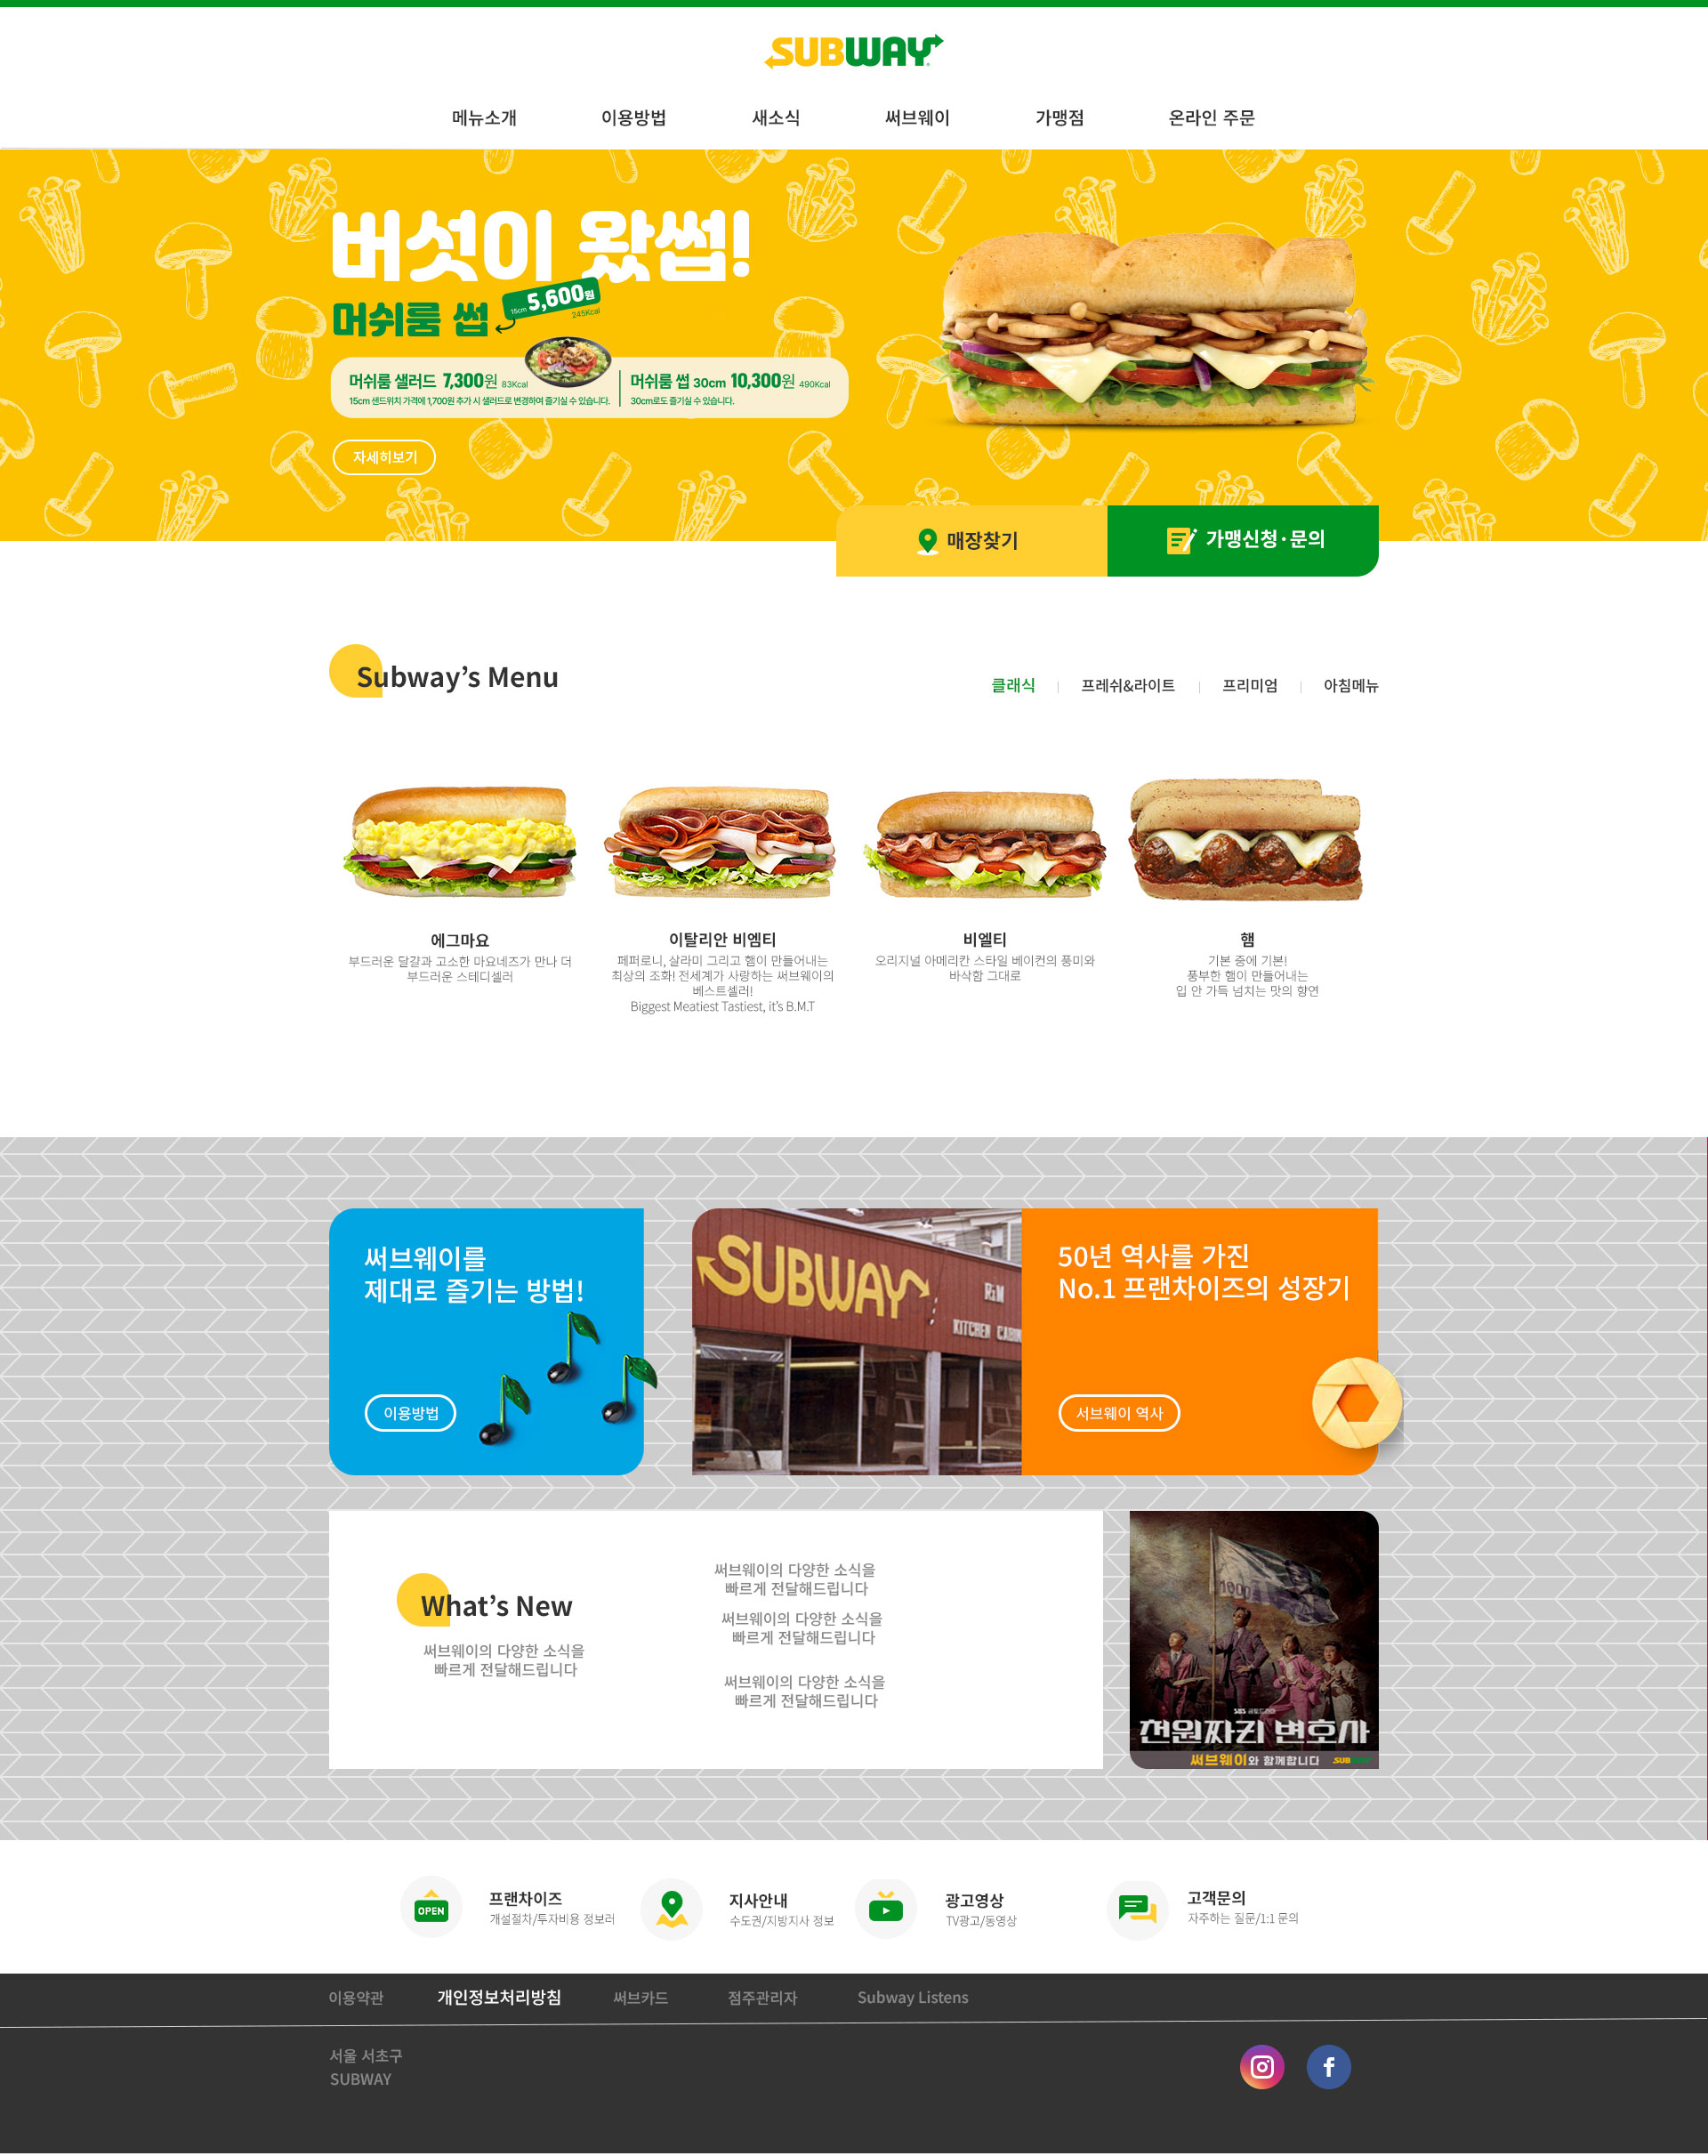 SUBWAY
메뉴소개
이용방법
새소식
써브웨이
가맹점
온라인 주문
버섯이 왔썹!
머쉬룸 썹
15cm 5,600원
245Kcal
머쉬룸 샐러드 7,300원 83Kcal
15cm 샌드위치 가격에 1,700원 추가 시 샐러드로 변경하여 즐기실 수 있습니다.
머쉬룸 썹 30cm 10,300원 490Kcal
30cm로도 즐기실 수 있습니다.
자세히보기
매장찾기
가맹신청·문의
Subway’s Menu
클래식
프레쉬&라이트
프리미엄
아침메뉴
에그마요
부드러운 달걀과 고소한 마요네즈가 만나 더
부드러운 스테디셀러
이탈리안 비엠티
페퍼로니, 살라미 그리고 햄이 만들어내는
최상의 조화! 전세계가 사랑하는 써브웨이의
베스트셀러!
Biggest Meatiest Tastiest, it’s B.M.T
비엘티
오리지널 아메리칸 스타일 베이컨의 풍미와
바삭함 그대로
햄
기본 중에 기본!
풍부한 햄이 만들어내는
입 안 가득 넘치는 맛의 향연
써브웨이를
제대로 즐기는 방법!
이용방법
SUBWAY
R&M
KITCHEN CABIN
50년 역사를 가진
No.1 프랜차이즈의 성장기
서브웨이 역사
What’s New
써브웨이의 다양한 소식을
빠르게 전달해드립니다
써브웨이의 다양한 소식을
빠르게 전달해드립니다
써브웨이의 다양한 소식을
빠르게 전달해드립니다
써브웨이의 다양한 소식을
빠르게 전달해드립니다
1000
SBS 금토드라마
천원짜리 변호사
써브웨이와 함께합니다
SUBWAY
OPEN
프랜차이즈
개설절차/투자비용 정보러
지사안내
수도권/지방지사 정보
광고영상
TV광고/동영상
고객문의
자주하는 질문/1:1 문의
이용약관
개인정보처리방침
써브카드
점주관리자
Subway Listens
서울 서초구
SUBWAY